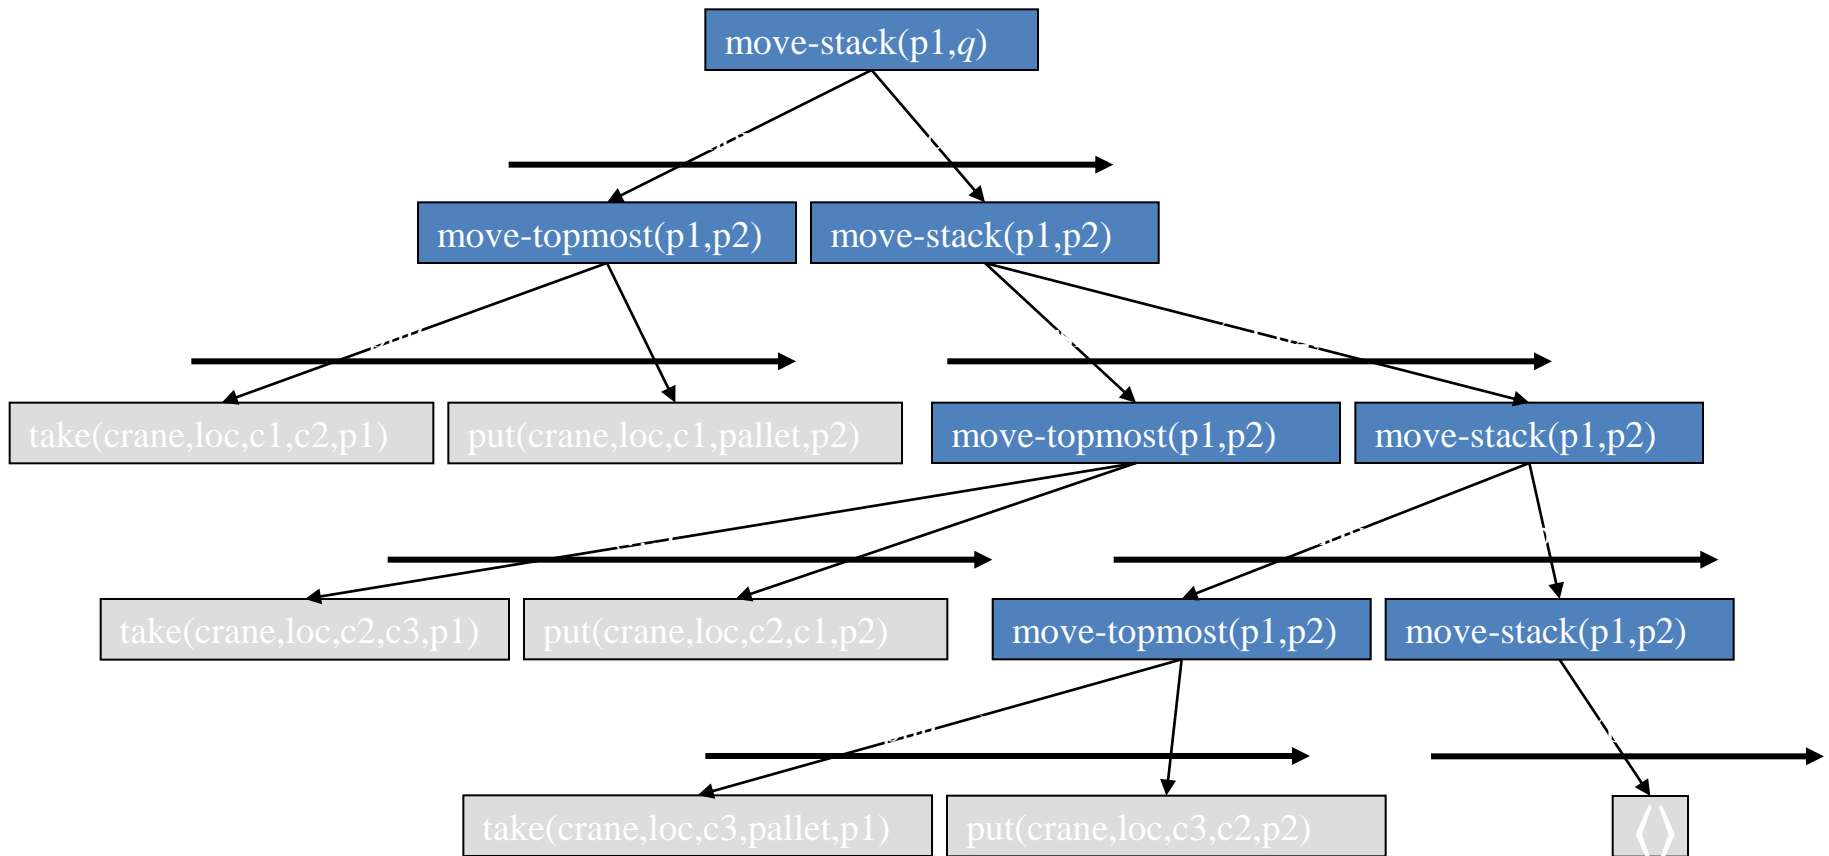 move-stack(p1,q)
move-topmost(p1,p2)
move-stack(p1,p2)
take(crane,loc,c1,c2,p1)
put(crane,loc,c1,pallet,p2)
move-topmost(p1,p2)
move-stack(p1,p2)
take(crane,loc,c2,c3,p1)
put(crane,loc,c2,c1,p2)
move-topmost(p1,p2)
move-stack(p1,p2)
take(crane,loc,c3,pallet,p1)
put(crane,loc,c3,c2,p2)
⟨⟩